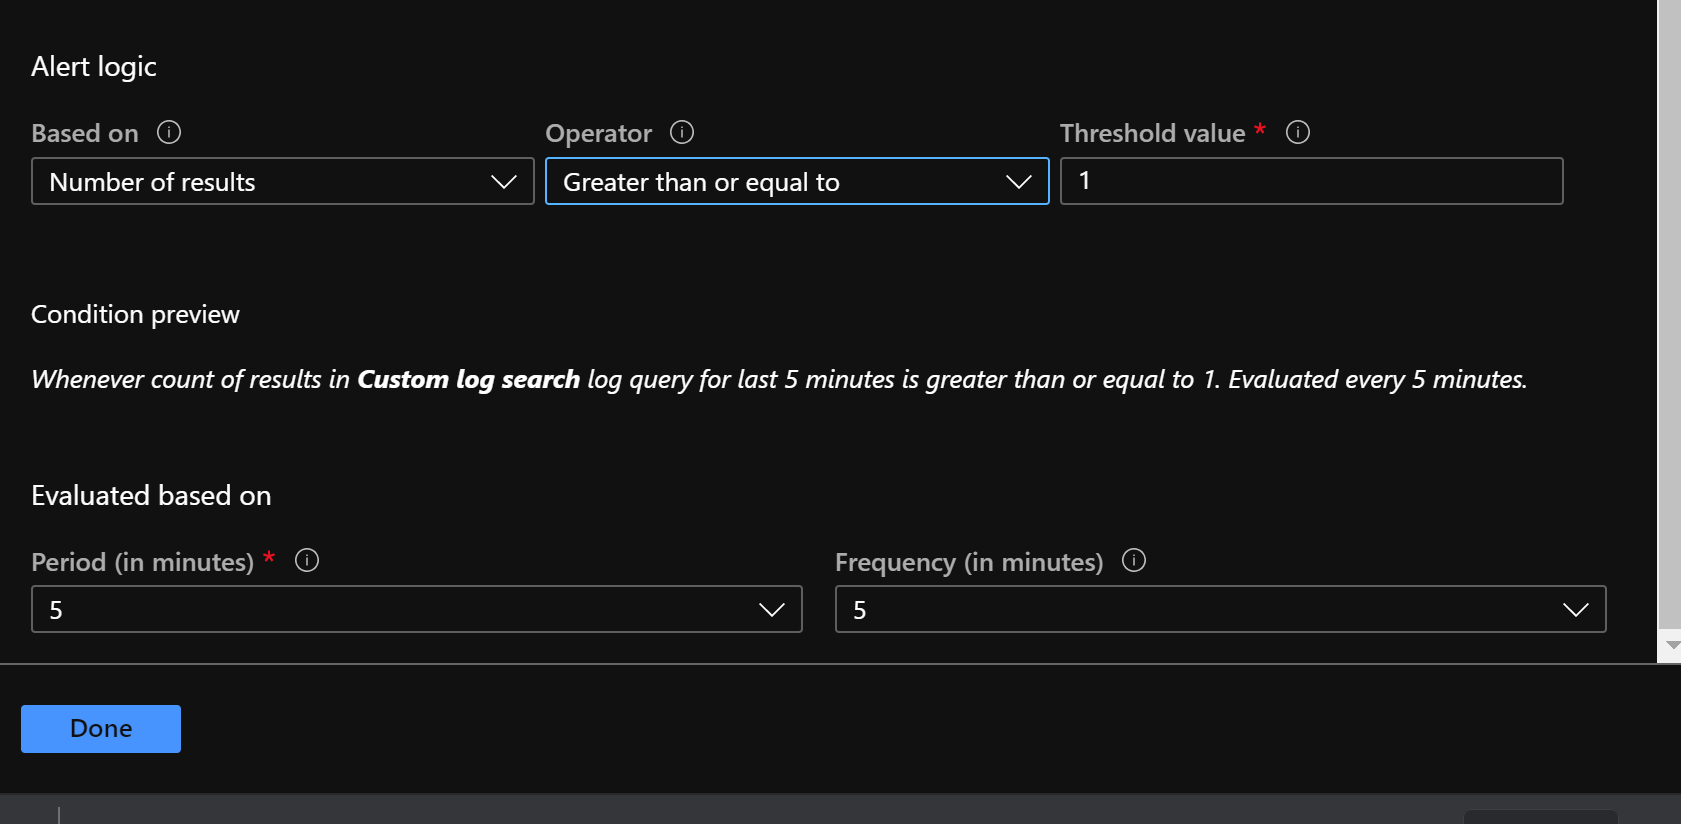 Alert logic
Based on
Operator
Threshold value *
Number of results
Greater than or equal to
1
Condition preview
Whenever count of results in Custom log search log query for last 5 minutes is greater than or equal to 1. Evaluated every 5 minutes.
Evaluated based on
Period (in minutes) *
Frequency (in minutes)
5
5
Done